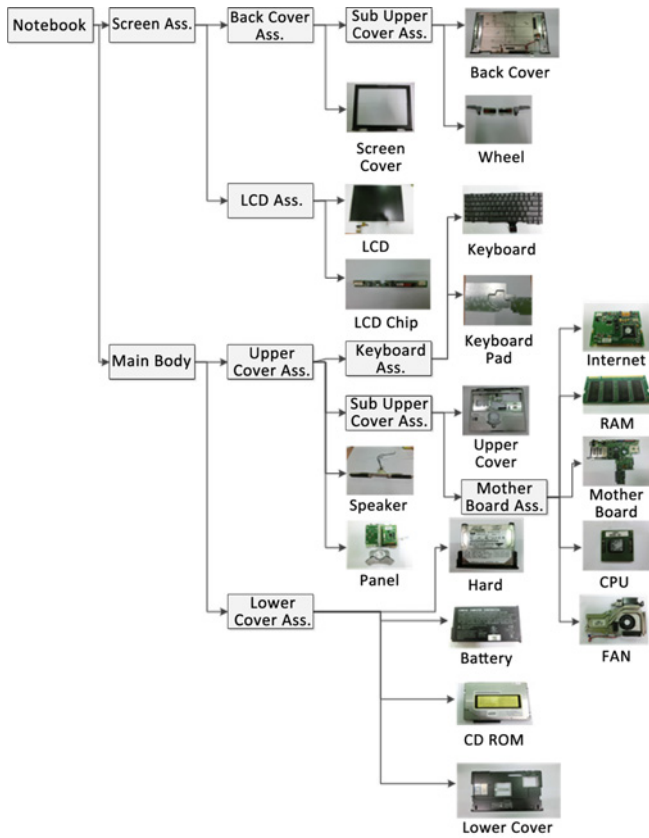 Notebook
Screen Ass.
Back Cover
Ass.
Sub Upper
Cover Ass.
Back Cover
Screen
Cover
Wheel
LCD Ass.
LCD
Keyboard
LCD Chip
Keyboard
Pad
Internet
Main Body
Upper
Cover Ass.
Keyboard
Ass.
RAM
Sub Upper
Cover Ass.
Upper
Cover
Speaker
Mother
Board Ass.
Mother
Board
Panel
Hard
CPU
Lower
Cover Ass.
Battery
FAN
CD ROM
Lower Cover